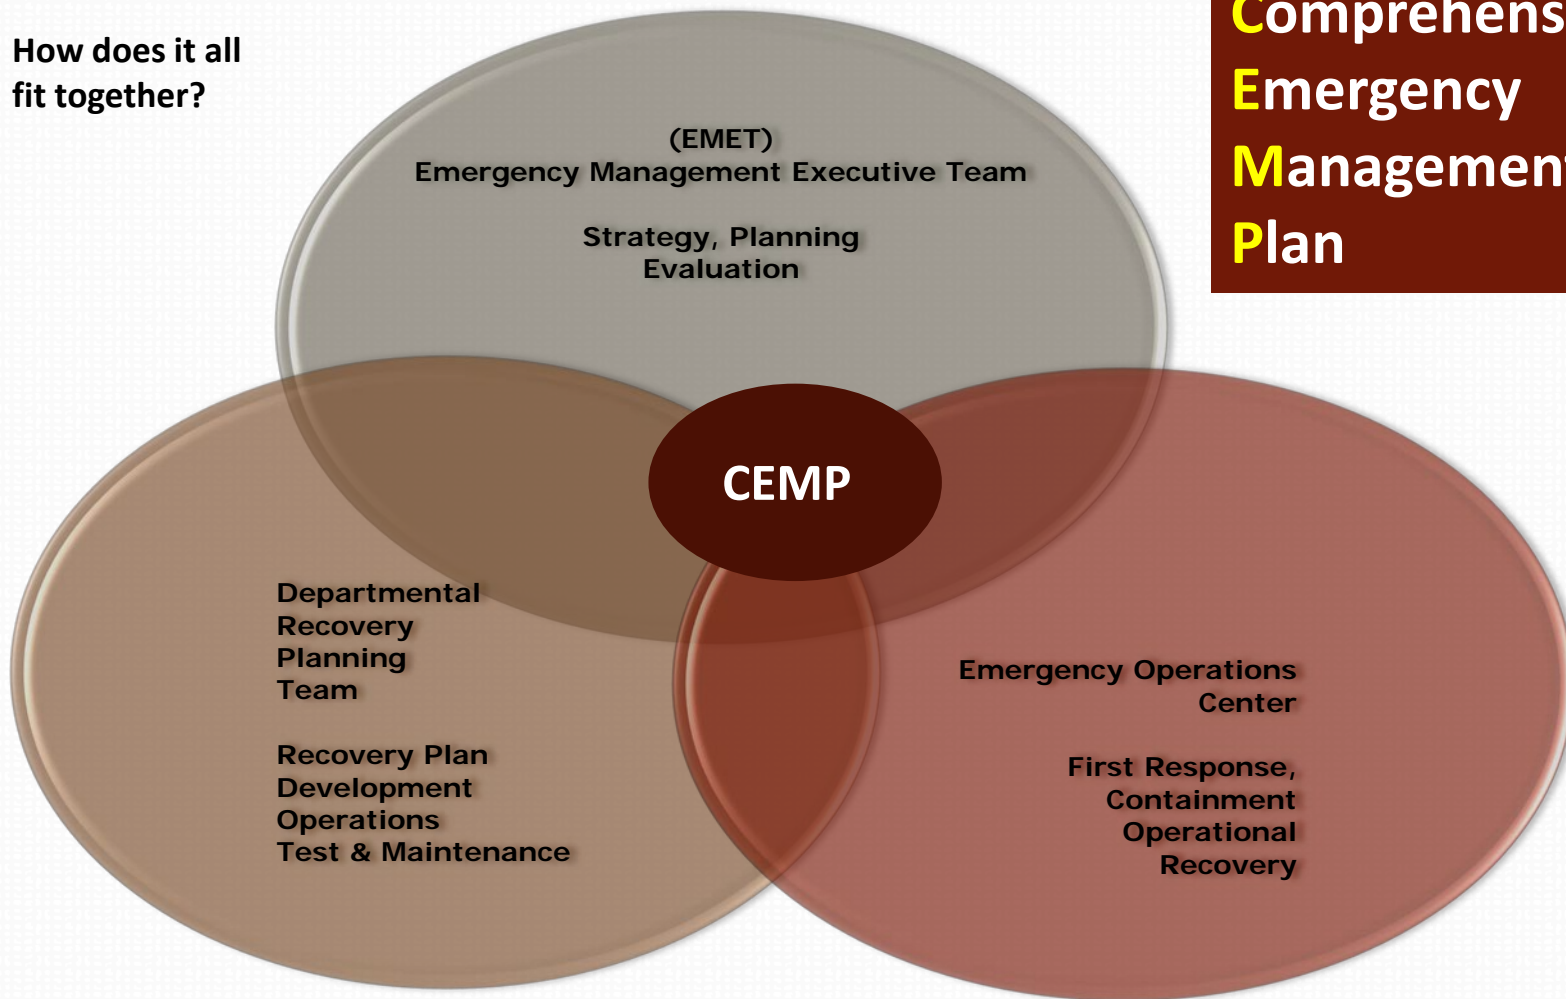 How does it all
fit together?
Comprehens
Emergency
Managemen
Plan
(EMET)
Emergency Management Executive Team
Strategy, Planning
Evaluation
CEMP
Departmental
Recovery
Planning
Team
Recovery Plan
Development
Operations
Test & Maintenance
Emergency Operations
Center
First Response,
Containment
Operational
Recovery